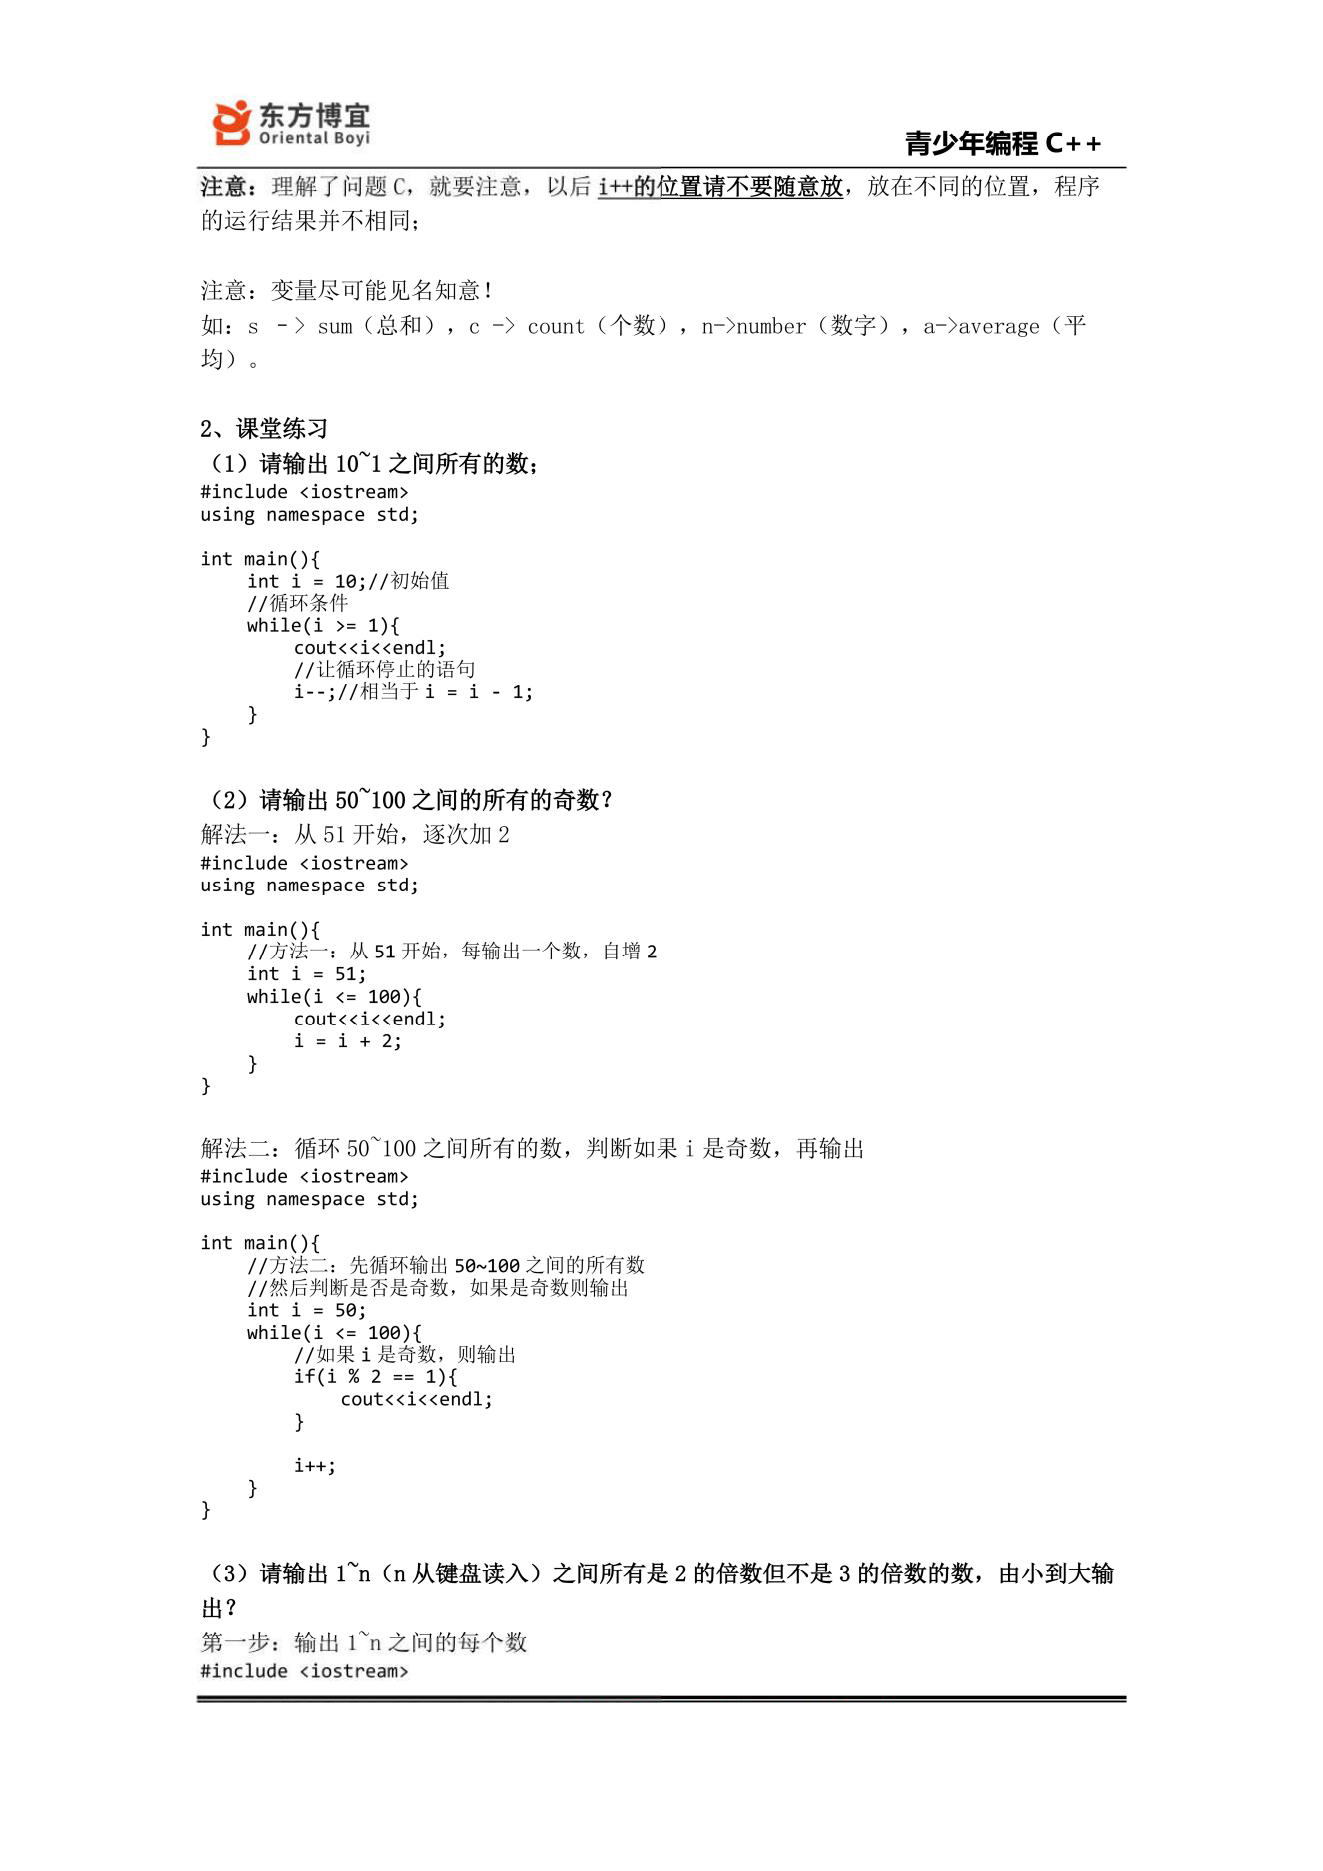 东方博宜
Oriental Boyi
青少年编程 C++
注意：理解了问题 C，就要注意，以后 i++的位置请不要随意放，放在不同的位置，程序
的运行结果并不相同；
注意：变量尽可能见名知意！
如：s –> sum（总和），c -> count（个数），n->number（数字），a->average（平
均）。
2、课堂练习
（1）请输出 10~1 之间所有的数；
#include <iostream>
using namespace std;
int main(){
    int i = 10;//初始值
    //循环条件
    while(i >= 1){
        cout<<i<<endl;
        //让循环停止的语句
        i--;//相当于 i = i - 1;
    }
}
（2）请输出 50~100 之间的所有的奇数？
解法一：从 51 开始，逐次加 2
#include <iostream>
using namespace std;
int main(){
    //方法一：从 51 开始，每输出一个数，自增 2
    int i = 51;
    while(i <= 100){
        cout<<i<<endl;
        i = i + 2;
    }
}
解法二：循环 50~100 之间所有的数，判断如果 i 是奇数，再输出
#include <iostream>
using namespace std;
int main(){
    //方法二：先循环输出 50~100 之间的所有数
    //然后判断是否是奇数，如果是奇数则输出
    int i = 50;
    while(i <= 100){
        //如果 i 是奇数，则输出
        if(i % 2 == 1){
            cout<<i<<endl;
        }
        i++;
    }
}
（3）请输出 1~n（n 从键盘读入）之间所有是 2 的倍数但不是 3 的倍数的数，由小到大输
出？
第一步：输出 1~n 之间的每个数
#include <iostream>